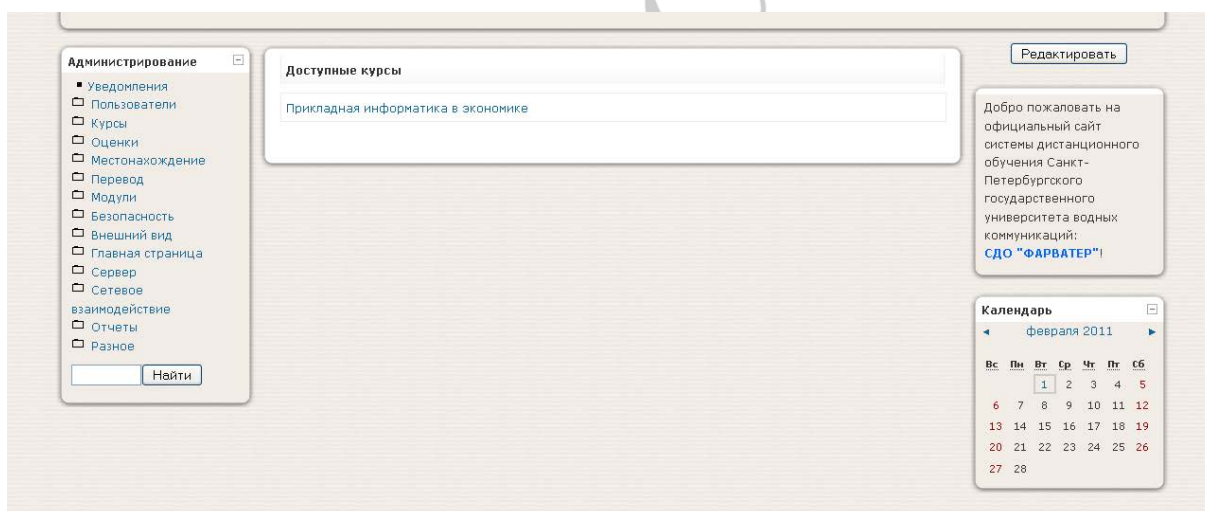 Администрирование
Уведомления
Пользователи
Курсы
Оценки
Местонахождение
Перевод
Модули
Безопасность
Внешний вид
Главная страница
Сервер
Сетевое
взаимодействие
Отчеты
Разное
Найти
Доступные курсы
Прикладная информатика в экономике
Редактировать
Добро пожаловать на
официальный сайт
системы дистанционного
обучения Санкт-
Петербургского
государственного
университета водных
коммуникаций:
СДО "ФАРВАТЕР"!
Календарь
◄ февраля 2011 ►
Вс Пн Вт Ср Чт Пт Сб
1 2 3 4 5
6 7 8 9 10 11 12
13 14 15 16 17 18 19
20 21 22 23 24 25 26
27 28